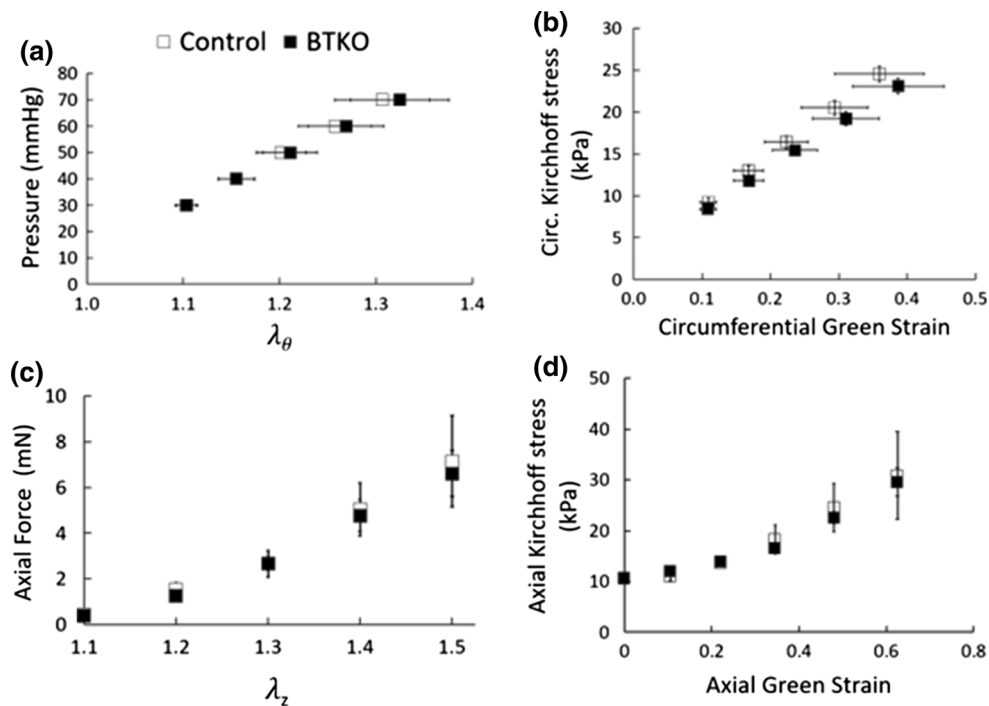 (a)
□ Control ■ BTKO
Pressure (mmHg)
80
70
60
50
40
30
20
10
0
1.0 1.1 1.2 1.3 1.4
λθ
(b)
Circ. Kirchhoff stress
(kPa)
30
25
20
15
10
5
0
0.0 0.1 0.2 0.3 0.4 0.5
Circumferential Green Strain
(c)
Axial Force (mN)
10
8
6
4
2
0
1.1 1.2 1.3 1.4 1.5
λz
(d)
Axial Kirchhoff stress
(kPa)
50
40
30
20
10
0
0 0.2 0.4 0.6 0.8
Axial Green Strain